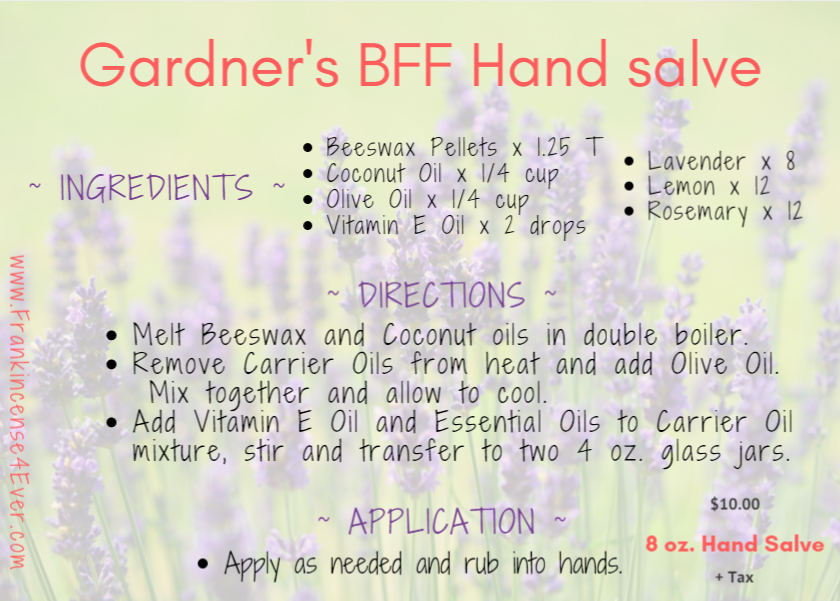 Gardner's BFF Hand salve
~ INGREDIENTS ~
• Beeswax Pellets x 1.25 T
• Coconut Oil x 1/4 cup
• Olive Oil x 1/4 cup
• Vitamin E Oil x 2 drops
• Lavender x 8
• Lemon x 12
• Rosemary x 12
~ DIRECTIONS ~
• Melt Beeswax and Coconut oils in double boiler.
• Remove Carrier Oils from heat and add Olive Oil.
Mix together and allow to cool.
• Add Vitamin E Oil and Essential Oils to Carrier Oil
mixture, stir and transfer to two 4 oz. glass jars.
~ APPLICATION ~
• Apply as needed and rub into hands.
$10.00
8 oz. Hand Salve
+ Tax
www.Frankincense4Ever.com